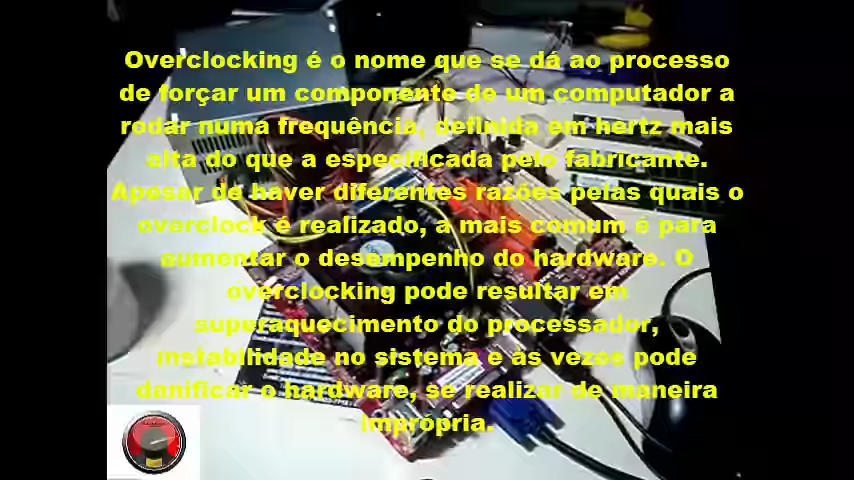 Overclocking é o nome que se dá ao processo
de forçar um componente de um computador a
rodar numa frequência, definida em hertz mais
alta do que a especificada pelo fabricante.
Apesar de haver diferentes razões pelas quais o
overclock é realizado, a mais comum é para
aumentar o desempenho do hardware. O
overclocking pode resultar em
superaquecimento do processador,
instabilidade no sistema e às vezes pode
danificar o hardware, se realizar de maneira
imprópria.